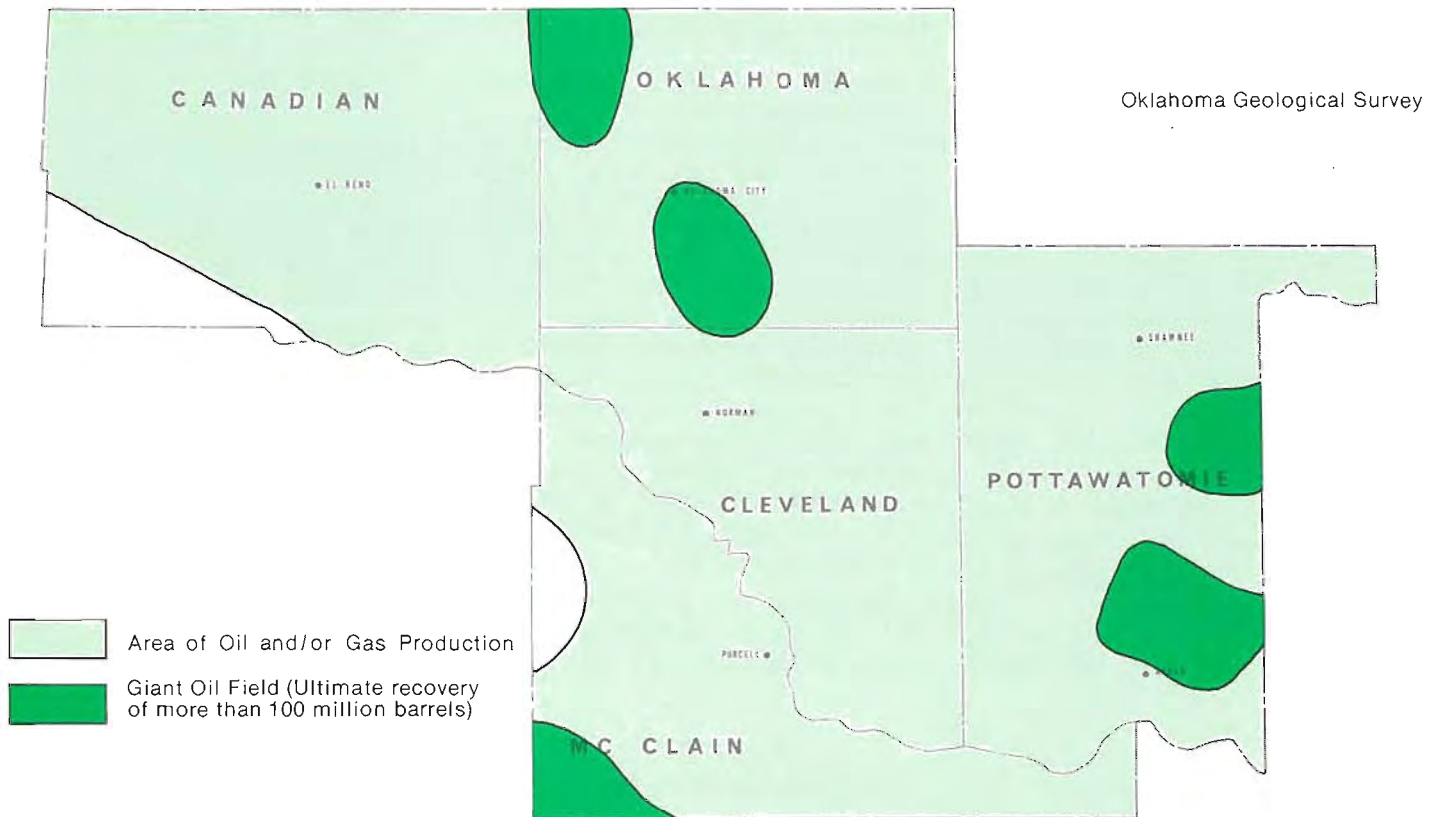 CANADIAN
OKLAHOMA
Oklahoma Geological Survey
EL RENO
CITY
SHAWNEE
NORMAN
POTTAWATOMIE
CLEVELAND
Area of Oil and/or Gas Production
PURCELL
Giant Oil Field (Ultimate recovery
of more than 100 million barrels)
MC CLAIN